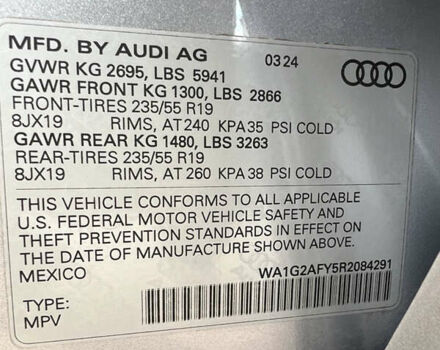 MFD. BY AUDI AG 03 24
GVWR KG 2695, LBS 5941
GAWR FRONT KG 1300, LBS 2866
FRONT-TIRES 235/55 R19
8JX19 RIMS, AT 240 KPA 35 PSI COLD
GAWR REAR KG 1480, LBS 3263
REAR-TIRES 235/55 R19
8JX19 RIMS, AT 260 KPA 38 PSI COLD
THIS VEHICLE CONFORMS TO ALL APPLICABLE
U.S. FEDERAL MOTOR VEHICLE SAFETY AND
THEFT PREVENTION STANDARDS IN EFFECT ON
THE DATE OF MANUFACTURE SHOWN ABOVE.
MEXICO WA1G2AFY5R2084291
TYPE:
MPV